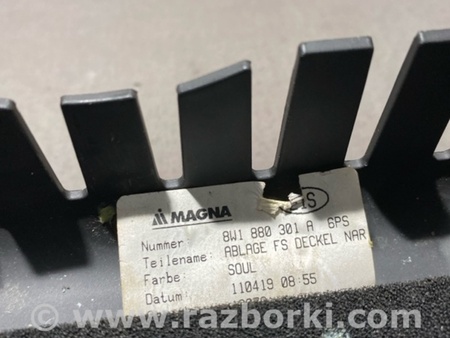 MAGNA
S
Nummer 8W1 880 301 A 6PS
Teilename: ABLAGE FS DECKEL NAR
Farbe: SOUL
Datum: 110419 08:55
www.razborki.com